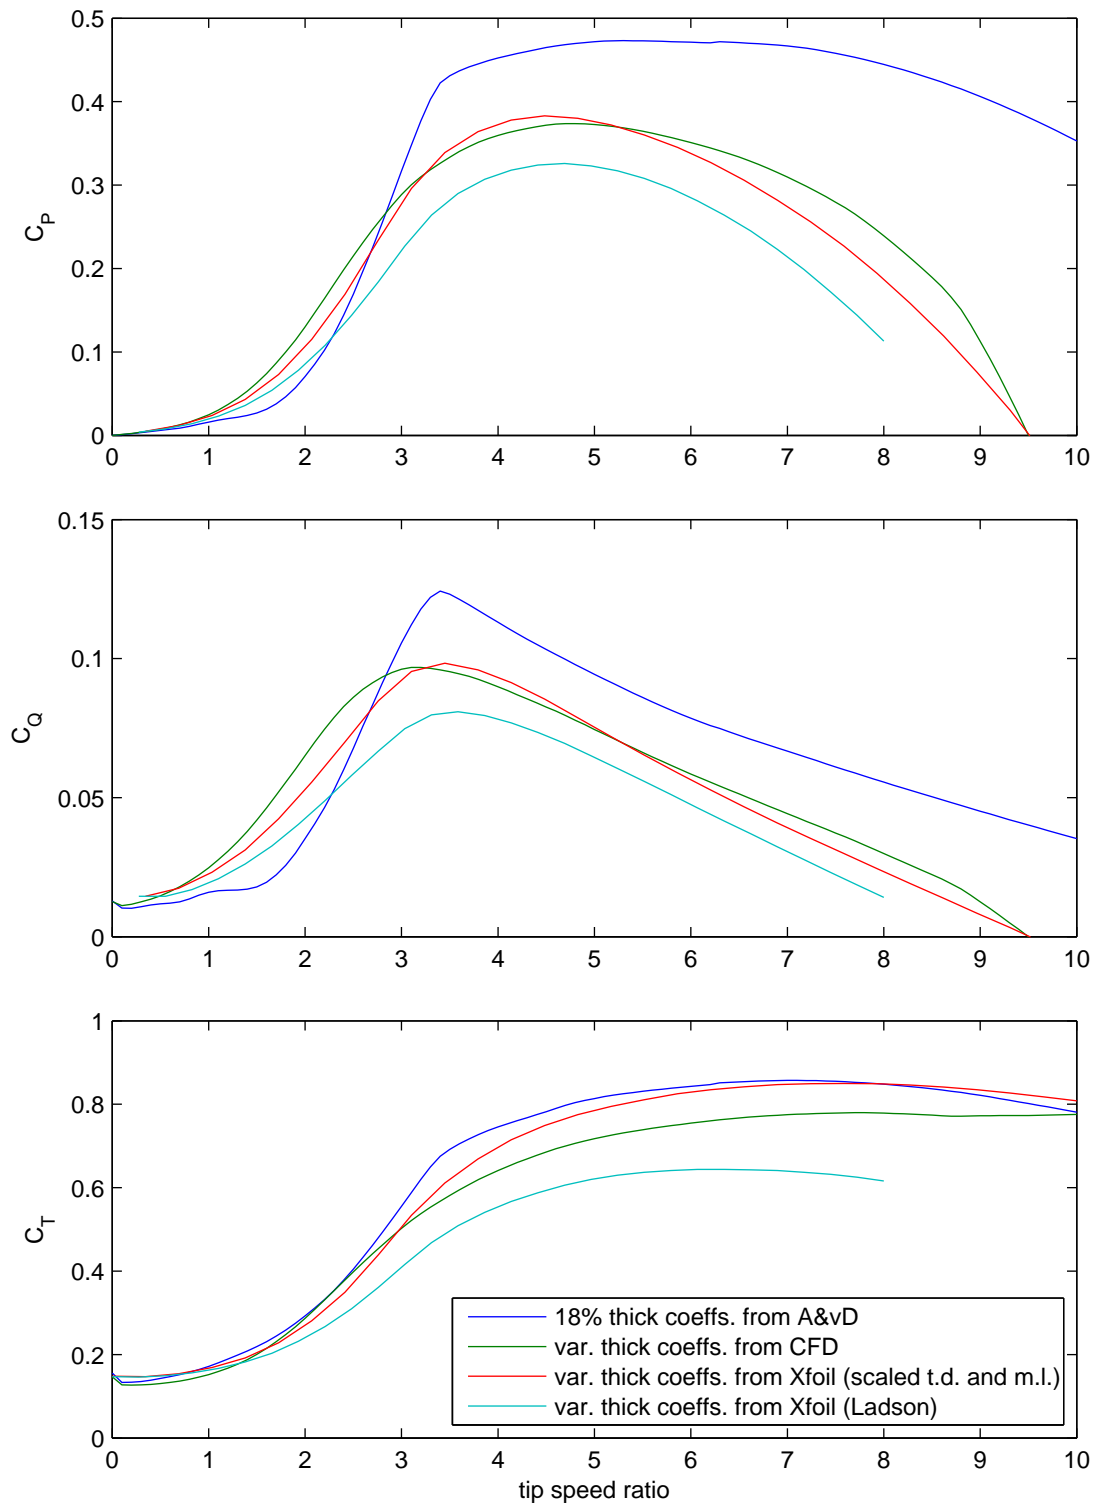 0.5
0.4
0.3
0.2
0.1
0
C_P
0 1 2 3 4 5 6 7 8 9 10
0.15
0.1
0.05
0
C_Q
0 1 2 3 4 5 6 7 8 9 10
1
0.8
0.6
0.4
0.2
0
C_T
18% thick coeffs. from A&vD
var. thick coeffs. from CFD
var. thick coeffs. from Xfoil (scaled t.d. and m.l.)
var. thick coeffs. from Xfoil (Ladson)
0 1 2 3 4 5 6 7 8 9 10
tip speed ratio